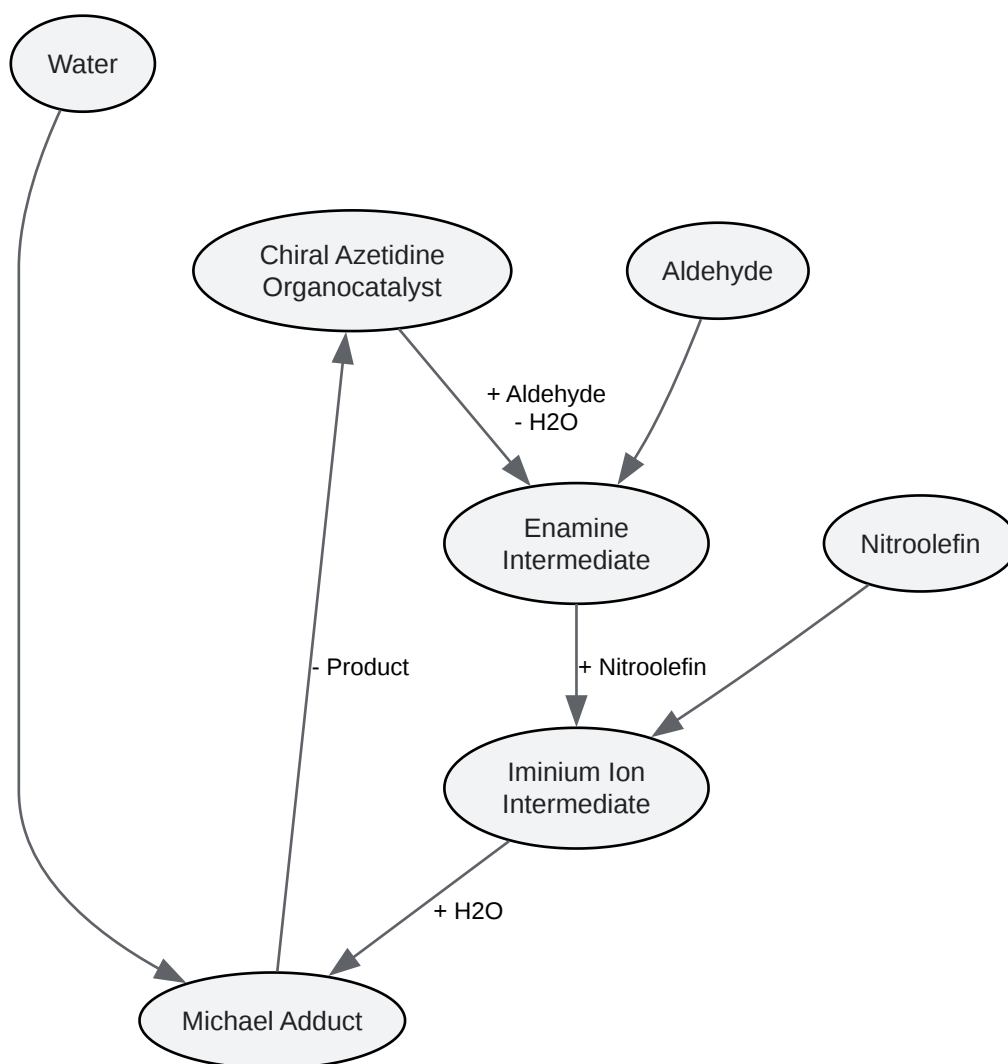 Water
Chiral Azetidine
Organocatalyst
Aldehyde
+ Aldehyde
- H2O
Enamine
Intermediate
Nitroolefin
- Product
+ Nitroolefin
Iminium Ion
Intermediate
+ H2O
Michael Adduct